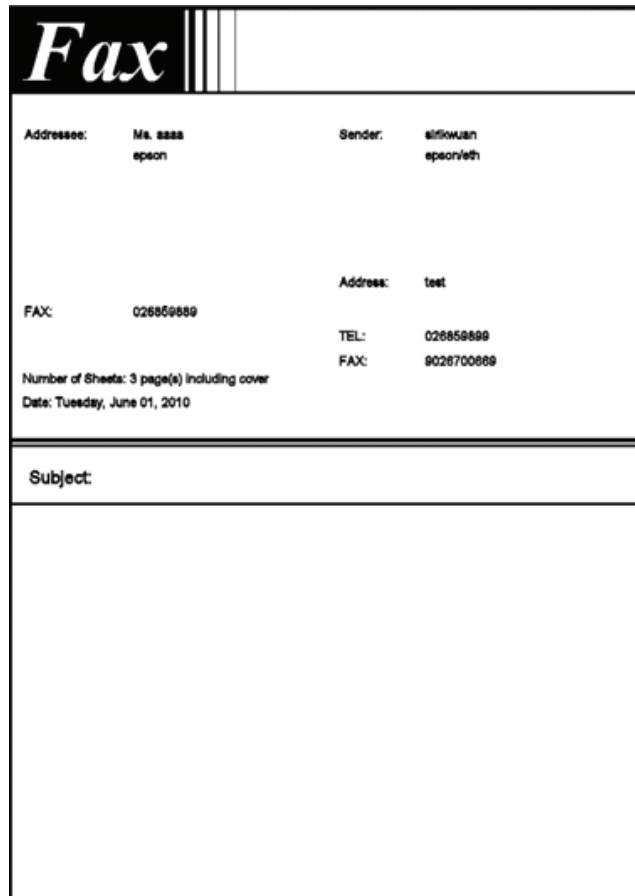 Fax
Addressee: Ms. aaaa
epson
Sender: sirikwuan
epson/eth
Address: test
FAX: 026859889
TEL: 026859899
FAX: 9026700669
Number of Sheets: 3 page(s) including cover
Date: Tuesday, June 01, 2010
Subject: